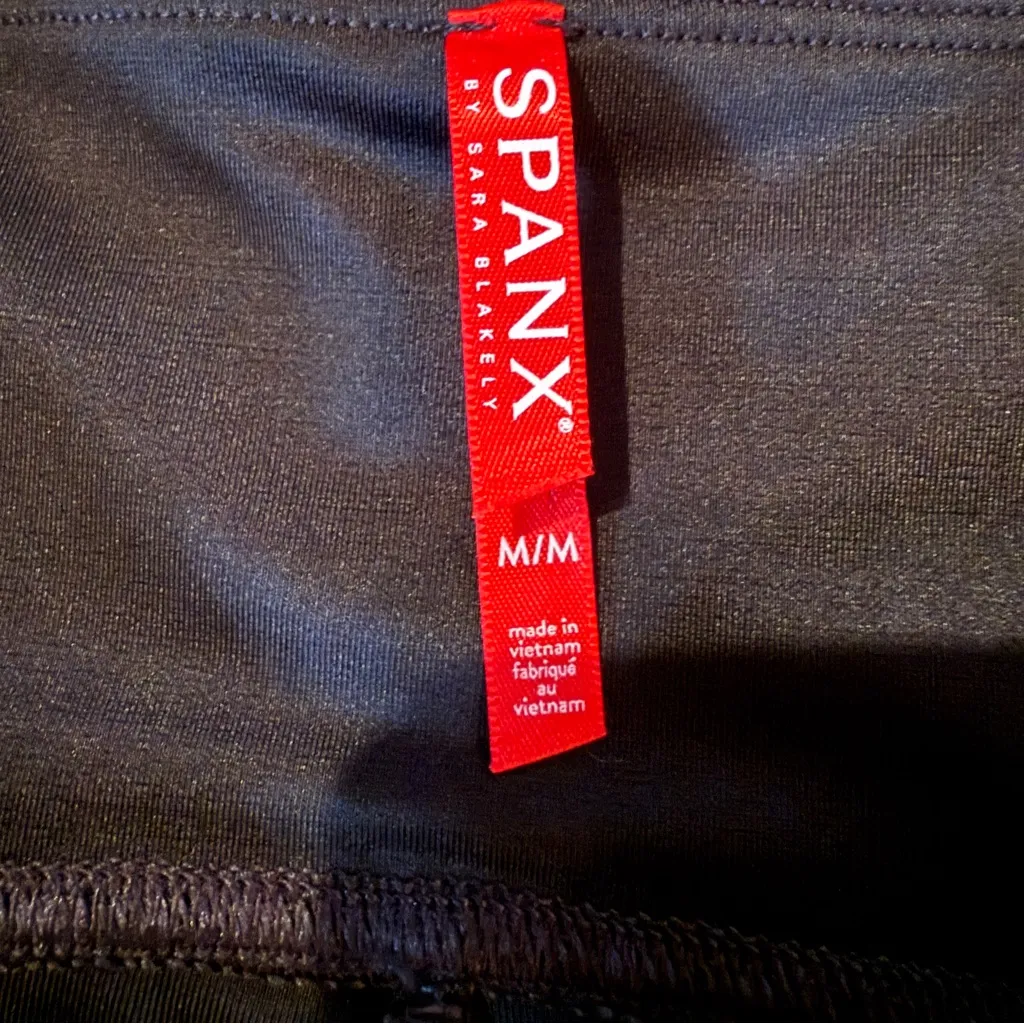 SPANX®
BY SARA BLAKELY
M/M
made in
vietnam
fabriqué
au
vietnam